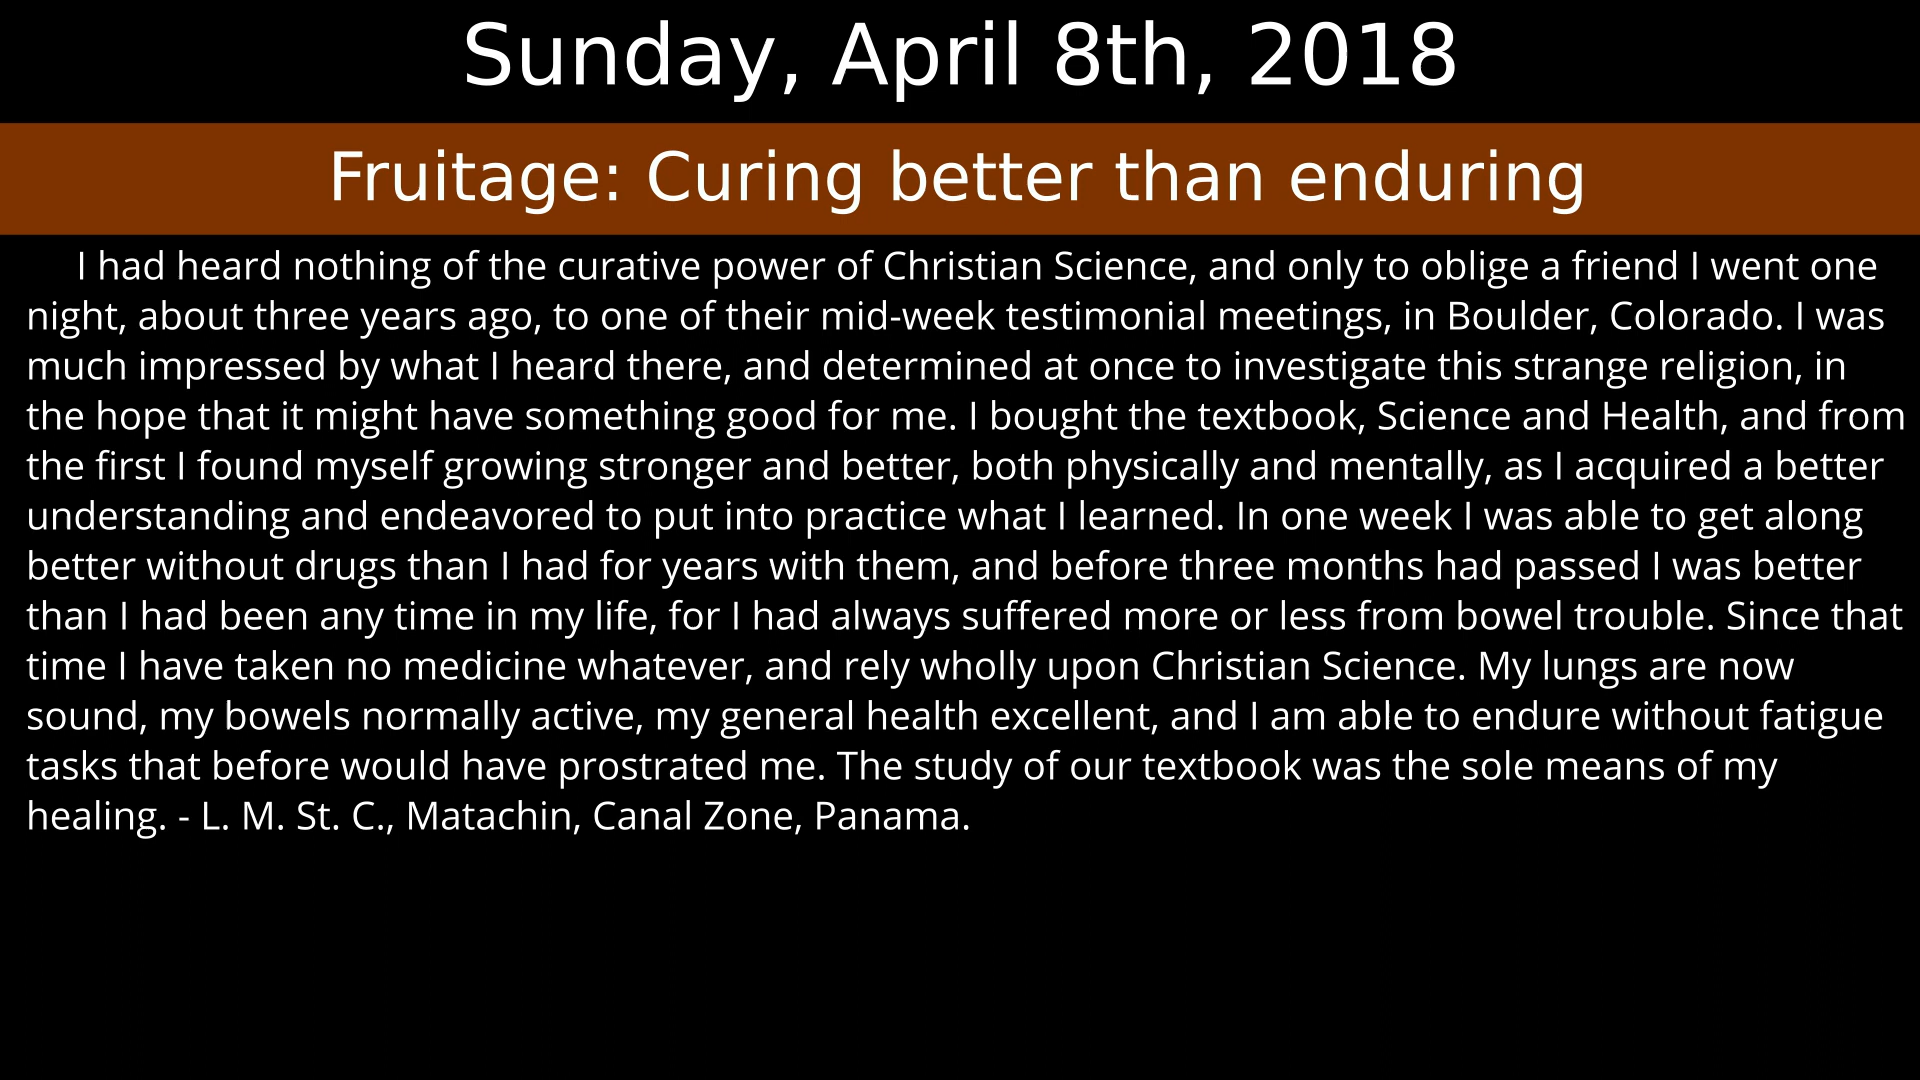 Sunday, April 8th, 2018
Fruitage: Curing better than enduring
I had heard nothing of the curative power of Christian Science, and only to oblige a friend I went one
night, about three years ago, to one of their mid-week testimonial meetings, in Boulder, Colorado. I was
much impressed by what I heard there, and determined at once to investigate this strange religion, in
the hope that it might have something good for me. I bought the textbook, Science and Health, and from
the first I found myself growing stronger and better, both physically and mentally, as I acquired a better
understanding and endeavored to put into practice what I learned. In one week I was able to get along
better without drugs than I had for years with them, and before three months had passed I was better
than I had been any time in my life, for I had always suffered more or less from bowel trouble. Since that
time I have taken no medicine whatever, and rely wholly upon Christian Science. My lungs are now
sound, my bowels normally active, my general health excellent, and I am able to endure without fatigue
tasks that before would have prostrated me. The study of our textbook was the sole means of my
healing. - L. M. St. C., Matachin, Canal Zone, Panama.